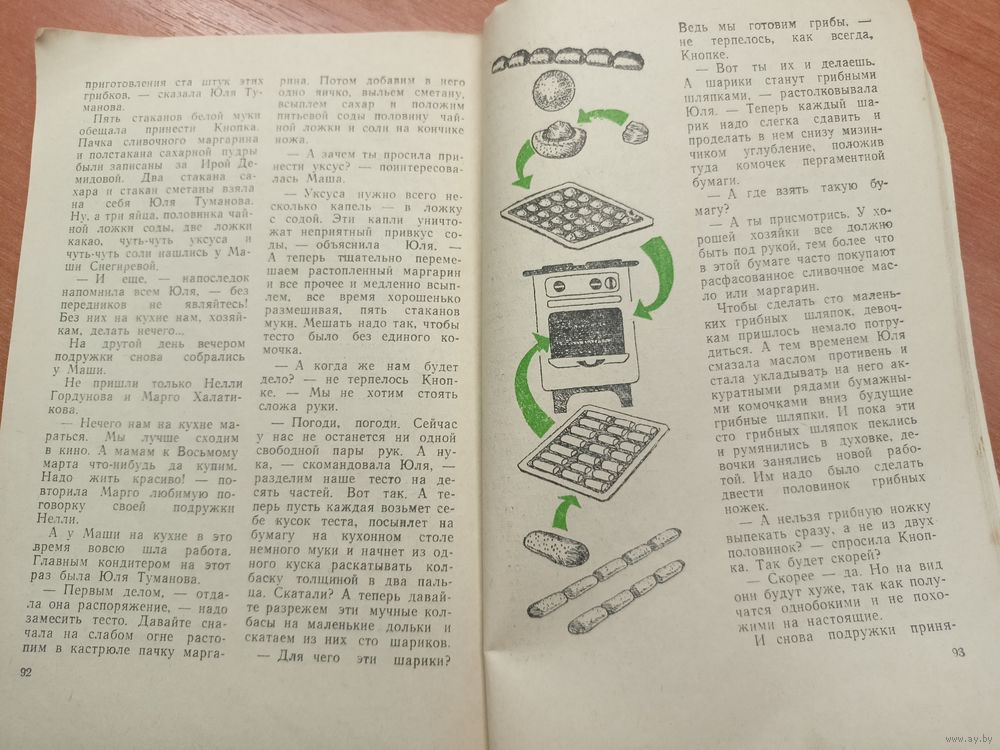 приготовления ста штук этих
грибков, — сказала Юля Ту-
манова.
Пять стаканов белой муки
обещала принести Кнопка.
Пачка сливочного маргарина
и полстакана сахарной пудры
были записаны за Ирой Де-
мидовой. Два стакана са-
хара и стакан сметаны взяла
на себя Юля Туманова.
Ну, а три яйца, половинка чай-
ной ложки соды, две ложки
какао, чуть-чуть уксуса и
чуть-чуть соли нашлись у Ма-
ши Снегиревой.
— И еще, — напоследок
напомнила всем Юля, — без
передников не являйтесь!
Без них на кухне нам, хозяй-
кам, делать нечего...
На другой день вечером
подружки снова собрались
у Маши.
Не пришли только Нелли
Гордунова и Марго Халати-
кова.
— Нечего нам на кухне ма-
раться. Мы лучше сходим
в кино. А мамам к Восьмому
марта что-нибудь да купим.
Надо жить красиво! — по-
вторила Марго любимую по-
говорку своей подружки
Нелли.
А у Маши на кухне в это
время вовсю шла работа.
Главным кондитером на этот
раз была Юля Туманова.
— Первым делом, — отда-
ла она распоряжение, — надо
замесить тесто. Давайте сна-
чала на слабом огне расто-
пим в кастрюле пачку марга-
92
рина. Потом добавим в него
одно яичко, выльем сметану,
всыплем сахар и положим
питьевой соды половину чай-
ной ложки и соли на кончике
ножа.
— А зачем ты просила при-
нести уксус? — поинтересова-
лась Маша.
— Уксуса нужно всего не-
сколько капель — в ложку
с содой. Эти капли уничто-
жат неприятный привкус со-
ды, — объяснила Юля. —
А теперь тщательно переме-
шаем растопленный маргарин
и все прочее и медленно всып-
лем, все время хорошенько
размешивая, пять стаканов
муки. Мешать надо так, чтобы
тесто было без единого ко-
мочка.
— А когда же нам будет
дело? — не терпелось Кноп-
ке. — Мы не хотим стоять
сложа руки.
— Погоди, погоди. Сейчас
у нас не останется ни одной
свободной пары рук. А ну-
ка, — скомандовала Юля, —
разделим наше тесто на де-
сять частей. Вот так. А те-
перь пусть каждая возьмет се-
бе кусок теста, посыплет на
бумагу на кухонном столе
немного муки и начнет из од-
ного куска раскатывать кол-
баску толщиной в два паль-
ца. Скатали? А теперь давай-
те разрежем эти мучные кол-
басы на маленькие дольки и
скатаем из них сто шариков.
— Для чего эти шарики?
Ведь мы готовим грибы, —
не терпелось, как всегда,
Кнопке.
— Вот ты их и делаешь.
А шарики станут грибными
шляпками, — растолковывала
Юля. — Теперь каждый ша-
рик надо слегка сдавить и
проделать в нем снизу мизин-
чиком углубление, положив
туда комочек пергаментной
бумаги.
— А где взять такую бу-
магу?
— А ты присмотрись. У хо-
рошей хозяйки все должно
быть под рукой, тем более что
в этой бумаге часто покупают
расфасованное сливочное мас-
ло или маргарин.
Чтобы сделать сто малень-
ких грибных шляпок, девоч-
кам пришлось немало потру-
диться. А тем временем Юля
смазала маслом противень и
стала укладывать на него ак-
куратными рядами бумажны-
ми комочками вниз будущие
грибные шляпки. И пока эти
сто грибных шляпок пеклись
и румянились в духовке, де-
вочки занялись новой рабо-
той. Им надо было сделать
двести половинок грибных
ножек.
— А нельзя грибную ножку
выпекать сразу, а не из двух
половинок? — спросила Кноп-
ка. Так будет скорей?
— Скорее — да. Но на вид
они будут хуже, так как полу-
чатся однобокими и не похо-
жими на настоящие.
И снова подружки приня-
93
www.ay.by